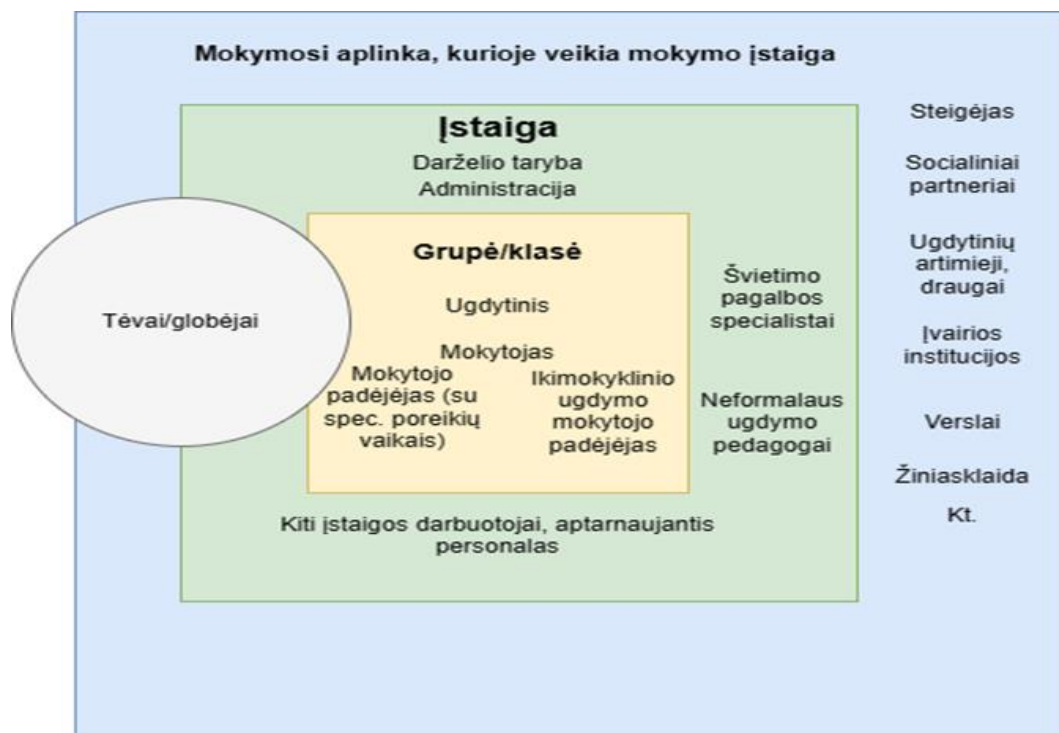 Mokymosi aplinka, kurioje veikia mokymo įstaiga
Įstaiga
Darželio taryba
Administracija
Grupė/klasė
Ugdytinis
Mokytojas
Mokytojo
padėjėjas (su
spec. poreikių
vaikais)
Ikimokyklinio
ugdymo
mokytojo
padėjėjas
Tėvai/globėjai
Švietimo
pagalbos
specialistai
Neformalaus
ugdymo
pedagogai
Kiti įstaigos darbuotojai, aptarnaujantis
personalas
Steigėjas
Socialiniai
partneriai
Ugdytinių
artimieji,
draugai
Įvairios
institucijos
Verslai
Žiniasklaida
Kt.